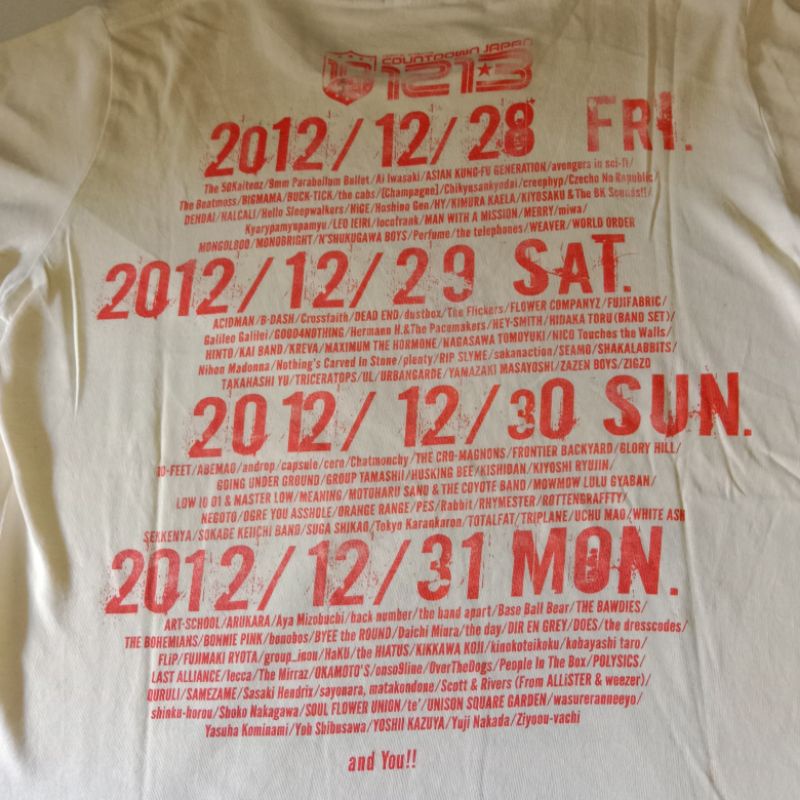 COUNTDOWN JAPAN
1213
2012/12/28 FRI.
The SQKaiteaz/9mm Parabellum Bullet/Ai Iwasaki/ASIAN KUNG-FU GENERATION/avengers in sci-fi/
The Beatmoss/BIGMAMA/BUCK-TICK/the cabs/[Champagne]/Chikyusankyodai/creephyp/Czecho No Republic/
DENDAI/HALCALI/Hello Sleepwalkers/HiGE/Hoshino Gen/HY/KIMURA KAELA/KIYOSAKU & The BK Sounds!!/
Kyarypamyupamyu/LEO IEIRI/locofrank/MAN WITH A MISSION/MERRY/miwa/
MONGOL800/MONOBRIGHT/N'SHUKUGAWA BOYS/Perfume/the telephones/WEAVER/WORLD ORDER
2012/12/29 SAT.
ACIDMAN/B-DASH/Crossfaith/DEAD END/dustbox/The Flickers/FLOWER COMPANYZ/FUJIFABRIC/
Galileo Galilei/GOOD4NOTHING/Hermann H.&The Pacemakers/HEY-SMITH/HIDAKA TORU(BAND SET)/
HINTO/KAI BAND/KREVA/MAXIMUM THE HORMONE/NAGASAWA TOMOYUKI/NICO Touches the Walls/
Nihon Madonna/Nothing's Carved In Stone/plenty/RIP SLYME/sakanaction/SEAMO/SHAKALABBITS/
TAKAHASHI YU/TRICERATOPS/UL/URBANGARDE/YAMAZAKI MASAYOSHI/ZAZEN BOYS/ZIGZO
2012/12/30 SUN.
10-FEET/ABEMAO/androp/capsule/cero/Chatmonchy/THE CRO-MAGNONS/FRONTIER BACKYARD/GLORY HILL/
GOING UNDER GROUND/GROUP TAMASHII/HUSKING BEE/KISHIDAN/KIYOSHI RYUJIN/
LOW IQ 01 & MASTER LOW/MEANING/MOTOHARU SANO & THE COYOTE BAND/MOWMOW LULU GYABAN/
NEGOTO/OGRE YOU ASSHOLE/ORANGE RANGE/PES/Rabbit/RHYMESTER/ROTTENGRAFFTY/
SEKKENYA/SOKABE KEIICHI BAND/SUGA SHIKAO/Tokyo Karankoron/TOTALFAT/TRIPLANE/UCHU MAO/WHITE ASH
2012/12/31 MON.
ART-SCHOOL/ARUKARA/Aya Mizobuchi/back number/the band apart/Base Ball Bear/THE BAWDIES/
THE BOHEMIANS/BONNIE PINK/bonobos/BYEE the ROUND/Daichi Miura/the day/DIR EN GREY/DOES/the dresscodes/
FLiP/FUJIMAKI RYOTA/group_inou/HaKU/the HIATUS/KIKKAWA KOJI/kinokoteikoku/kobayashi taro/
LAST ALLIANCE/lecca/The Mirraz/OKAMOTO'S/onso9line/OverTheDogs/People In The Box/POLYSICS/
QURULI/SAMEZAME/Sasaki Hendrix/sayonara, matakondone/Scott & Rivers (From ALLiSTER & weezer)/
shinku-horou/Shoko Nakagawa/SOUL FLOWER UNION/te'/UNISON SQUARE GARDEN/wasureranneeyo/
Yasuha Kominami/Yoh Shibusawa/YOSHII KAZUYA/Yuji Nakada/Ziyoou-vachi
and You!!